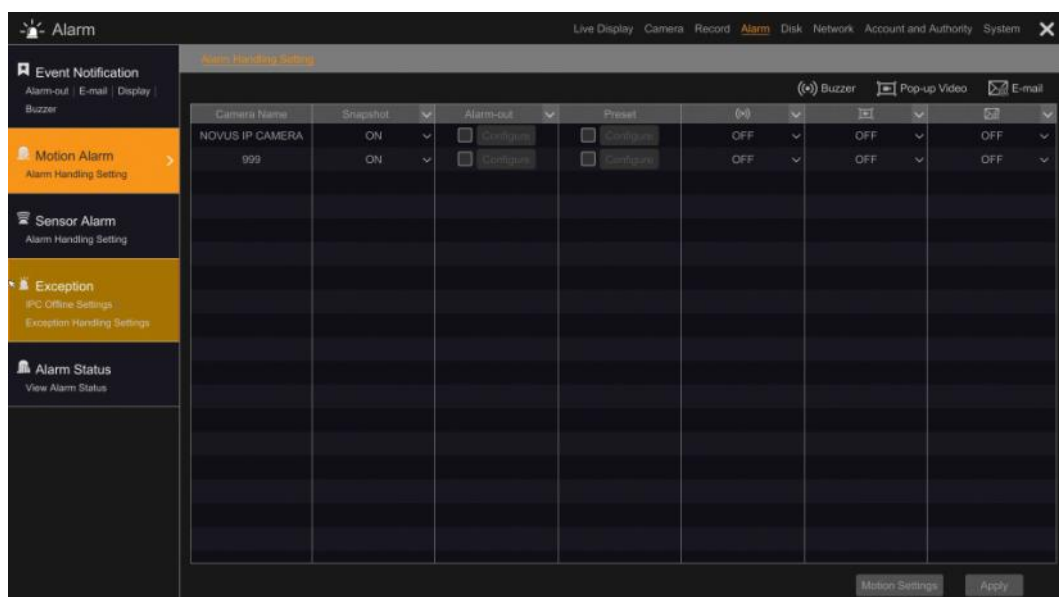 Alarm
Live Display Camera Record Alarm Disk Network Account and Authority System
Event Notification
Alarm-out | E-mail | Display |
Buzzer
Motion Alarm
Alarm Handling Setting
Sensor Alarm
Alarm Handling Setting
Exception
IPC Offline Settings
Exception Handling Settings
Alarm Status
View Alarm Status
Alarm Handling Setting
Buzzer Pop-up Video E-mail
Camera Name Snapshot Alarm-out Preset
NOVUS IP CAMERA ON Configure Configure OFF OFF OFF
999 ON Configure Configure OFF OFF OFF
Motion Settings Apply